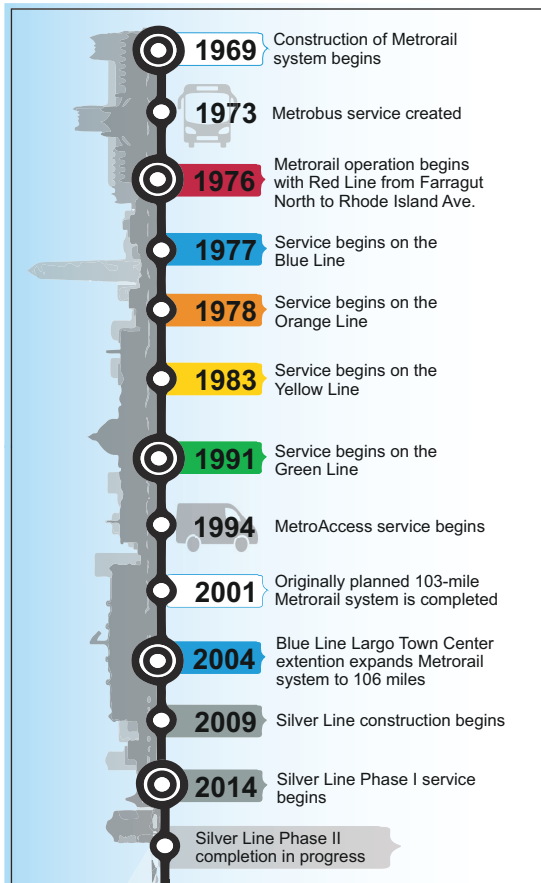 1969
Construction of Metrorail
system begins
1973
Metrobus service created
1976
Metrorail operation begins
with Red Line from Farragut
North to Rhode Island Ave.
1977
Service begins on the
Blue Line
1978
Service begins on the
Orange Line
1983
Service begins on the
Yellow Line
1991
Service begins on the
Green Line
1994
MetroAccess service begins
2001
Originally planned 103-mile
Metrorail system is completed
2004
Blue Line Largo Town Center
extention expands Metrorail
system to 106 miles
2009
Silver Line construction begins
2014
Silver Line Phase I service
begins
Silver Line Phase II
completion in progress